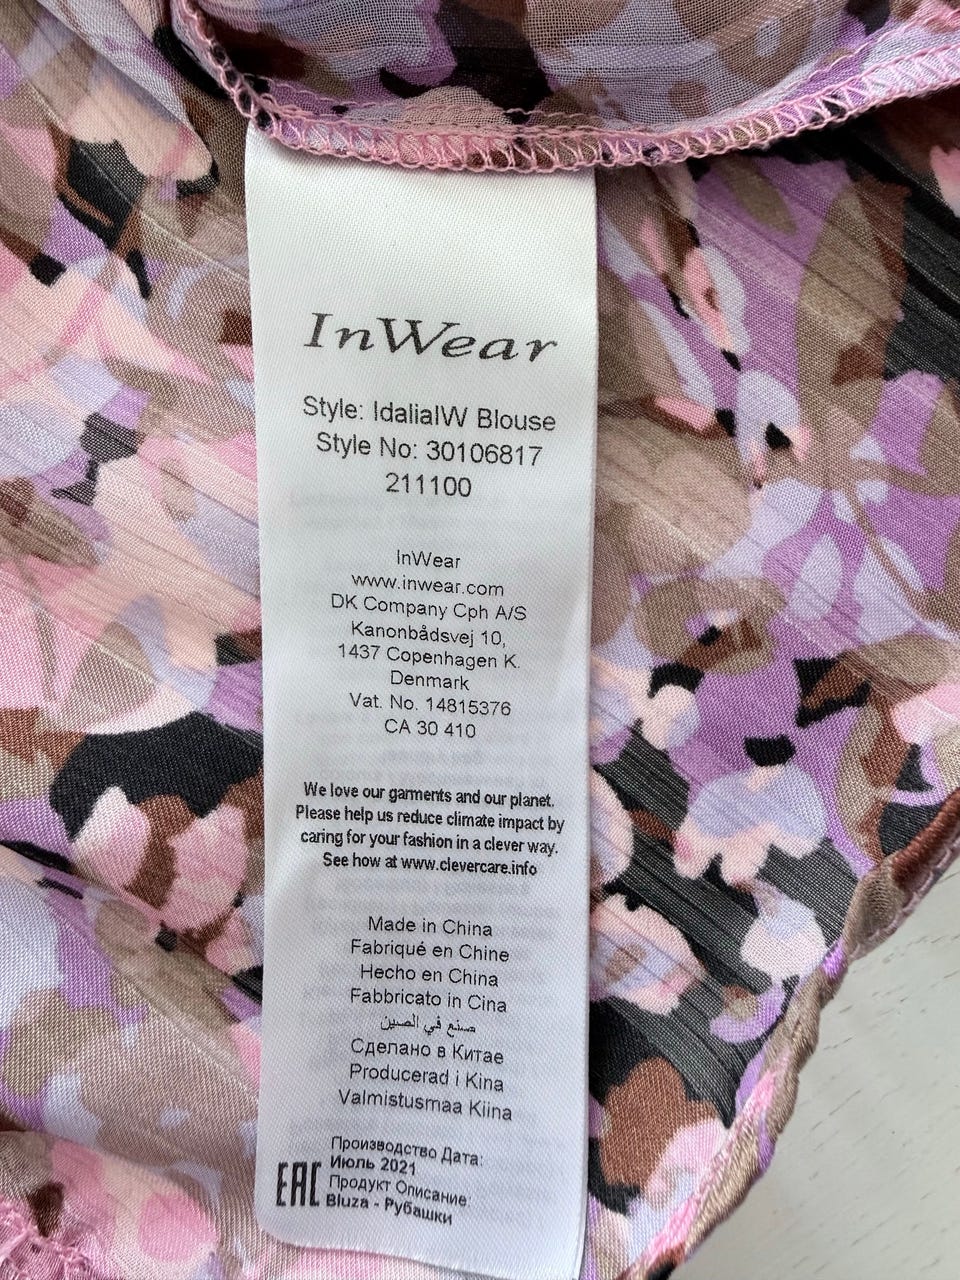 InWear
Style: IdaliaIW Blouse
Style No: 30106817
211100
InWear
www.inwear.com
DK Company Cph A/S
Kanonbådsvej 10,
1437 Copenhagen K.
Denmark
Vat. No. 14815376
CA 30 410
We love our garments and our planet.
Please help us reduce climate impact by
caring for your fashion in a clever way.
See how at www.clevercare.info
Made in China
Fabriqué en Chine
Hecho en China
Fabbricato in Cina
صنع في الصين
Сделано в Китае
Producerad i Kina
Valmistusmaa Kiina
EAC
Производство Дата:
Июль 2021
Продукт Описание:
Bluza - Рубашки